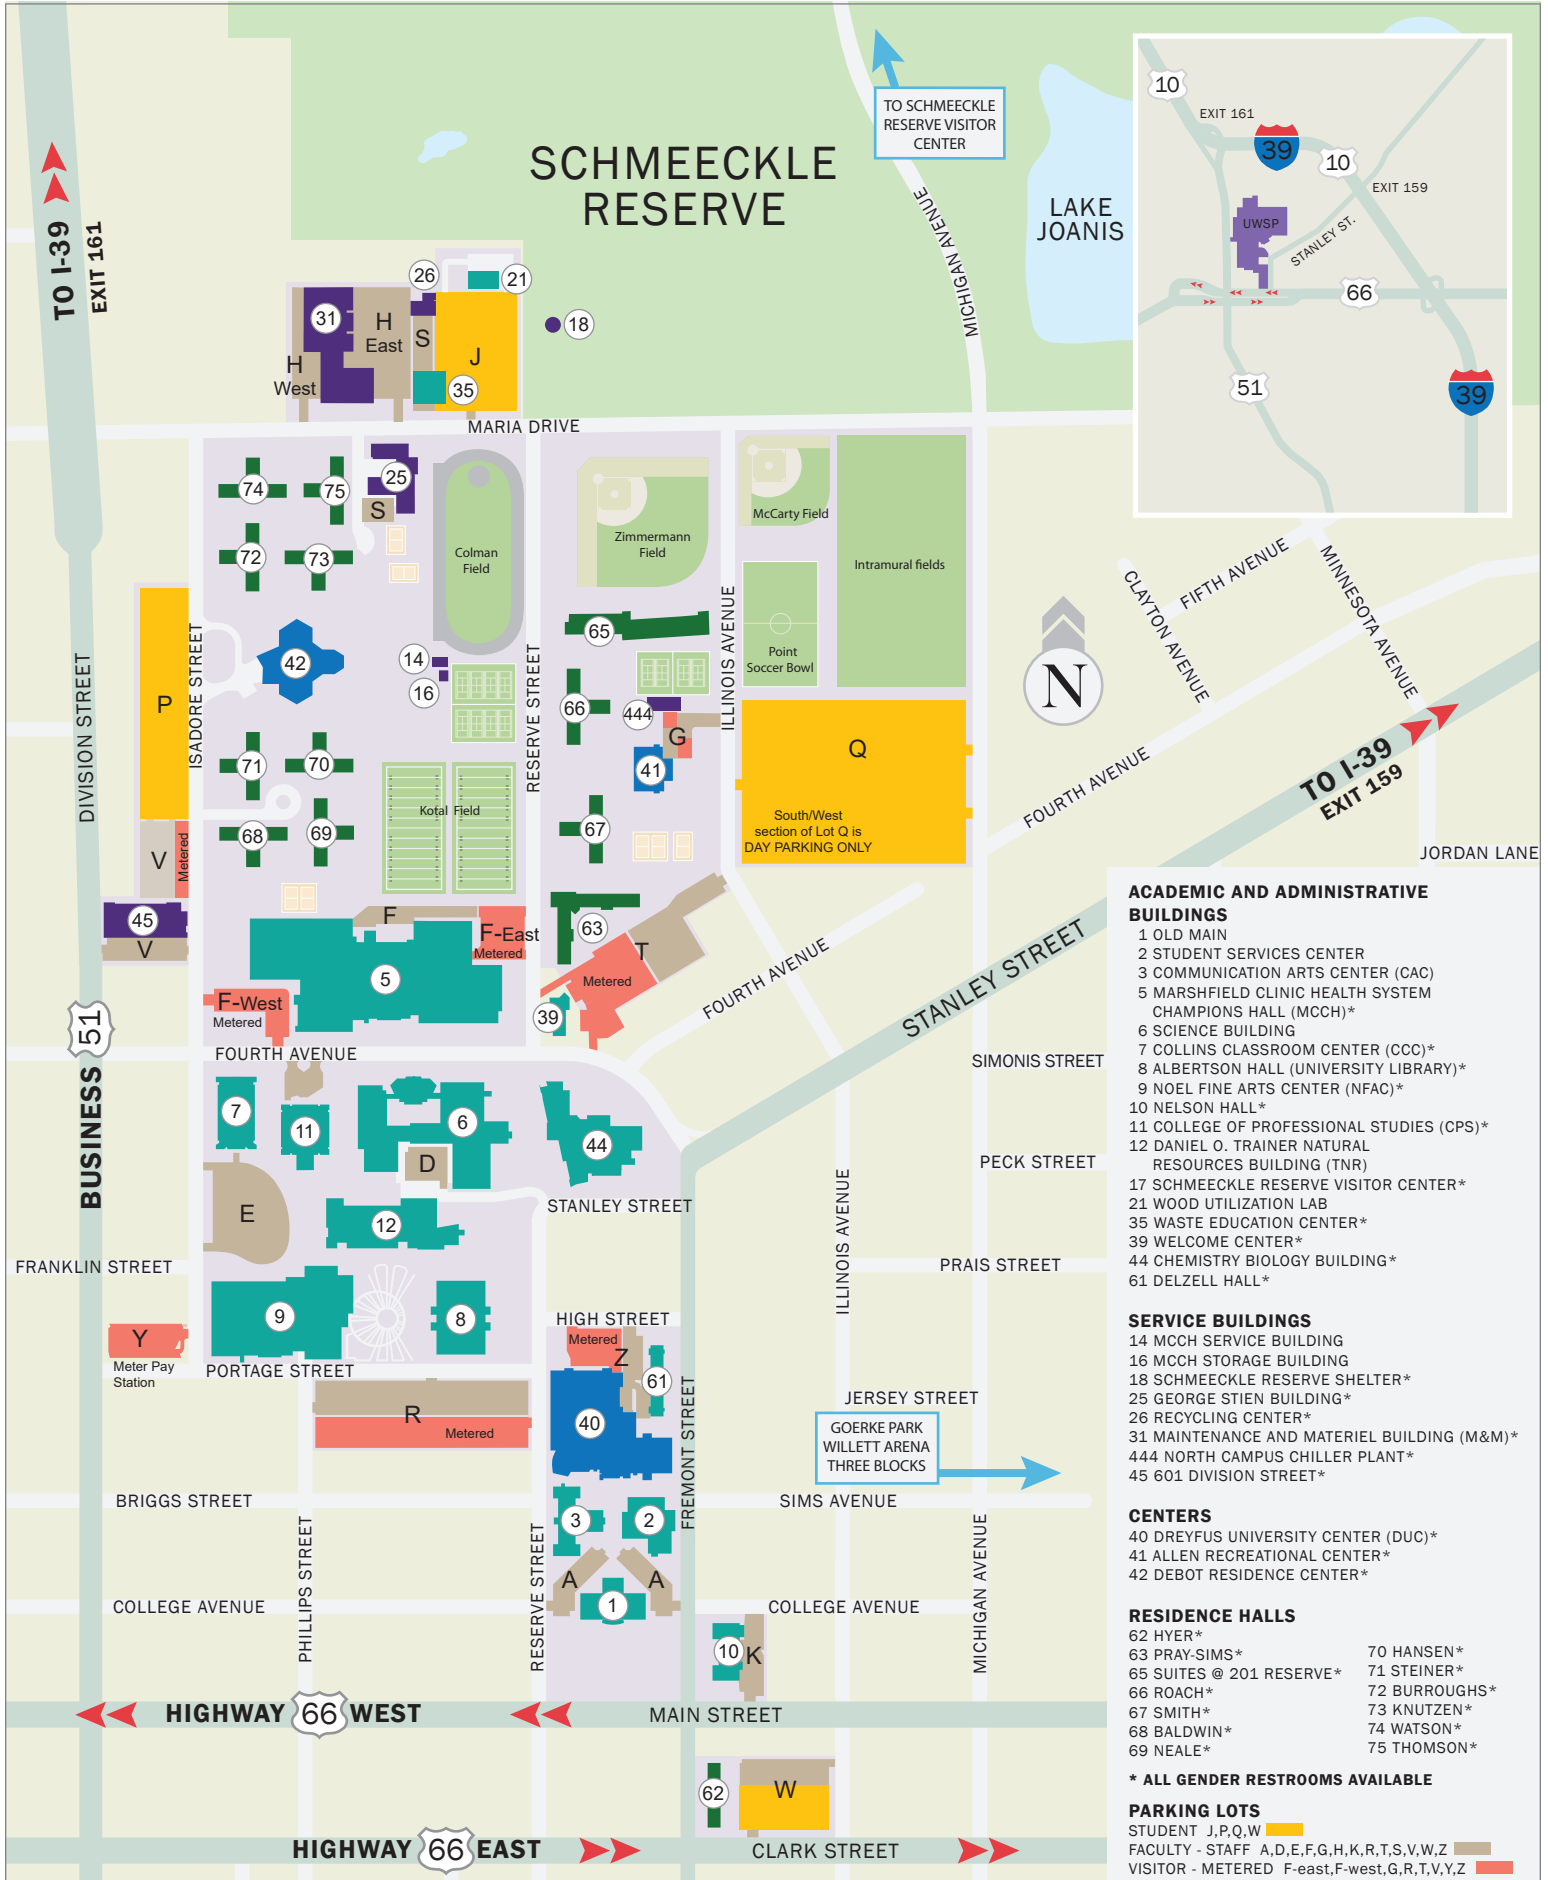 TO SCHMEECKLE
RESERVE VISITOR
CENTER
SCHMEECKLE
RESERVE
LAKE
JOANIS
MICHIGAN AVENUE
10
EXIT 161
39
10
EXIT 159
UWSP
STANLEY ST.
66
51
39
TO I-39
EXIT 161
26
21
31
H
East
S
J
18
H
West
35
MARIA DRIVE
74
75
25
S
72
73
Colman
Field
Zimmermann
Field
McCarty Field
Intramural fields
Point
Soccer Bowl
FIFTH AVENUE
CLAYTON AVENUE
MINNESOTA AVENUE
N
65
42
14
16
66
444
G
41
ILLINOIS AVENUE
RESERVE STREET
ISADORE STREET
DIVISION STREET
P
71
70
Kotal Field
68
69
67
Q
South/West
section of Lot Q is
DAY PARKING ONLY
FOURTH AVENUE
TO I-39
EXIT 159
JORDAN LANE
V
Metered
45
V
F
F-East
Metered
5
F-West
Metered
63
T
Metered
39
FOURTH AVENUE
STANLEY STREET
51
BUSINESS
FOURTH AVENUE
SIMONIS STREET
7
11
6
D
44
PECK STREET
E
12
STANLEY STREET
ILLINOIS AVENUE
FRANKLIN STREET
PRAIS STREET
9
8
HIGH STREET
Metered
Z
61
Y
Meter Pay
Station
PORTAGE STREET
R
Metered
40
FREMONT STREET
JERSEY STREET
GOERKE PARK
WILLETT ARENA
THREE BLOCKS
BRIGGS STREET
SIMS AVENUE
3
2
PHILLIPS STREET
RESERVE STREET
MICHIGAN AVENUE
A
A
1
COLLEGE AVENUE
COLLEGE AVENUE
10
K
HIGHWAY 66 WEST
MAIN STREET
62
W
HIGHWAY 66 EAST
CLARK STREET
ACADEMIC AND ADMINISTRATIVE
BUILDINGS
1 OLD MAIN
2 STUDENT SERVICES CENTER
3 COMMUNICATION ARTS CENTER (CAC)
5 MARSHFIELD CLINIC HEALTH SYSTEM
CHAMPIONS HALL (MCCH)*
6 SCIENCE BUILDING
7 COLLINS CLASSROOM CENTER (CCC)*
8 ALBERTSON HALL (UNIVERSITY LIBRARY)*
9 NOEL FINE ARTS CENTER (NFAC)*
10 NELSON HALL*
11 COLLEGE OF PROFESSIONAL STUDIES (CPS)*
12 DANIEL O. TRAINER NATURAL
RESOURCES BUILDING (TNR)
17 SCHMEECKLE RESERVE VISITOR CENTER*
21 WOOD UTILIZATION LAB
35 WASTE EDUCATION CENTER*
39 WELCOME CENTER*
44 CHEMISTRY BIOLOGY BUILDING*
61 DELZELL HALL*
SERVICE BUILDINGS
14 MCCH SERVICE BUILDING
16 MCCH STORAGE BUILDING
18 SCHMEECKLE RESERVE SHELTER*
25 GEORGE STIEN BUILDING*
26 RECYCLING CENTER*
31 MAINTENANCE AND MATERIEL BUILDING (M&M)*
444 NORTH CAMPUS CHILLER PLANT*
45 601 DIVISION STREET*
CENTERS
40 DREYFUS UNIVERSITY CENTER (DUC)*
41 ALLEN RECREATIONAL CENTER*
42 DEBOT RESIDENCE CENTER*
RESIDENCE HALLS
62 HYER*
63 PRAY-SIMS*
65 SUITES @ 201 RESERVE*
66 ROACH*
67 SMITH*
68 BALDWIN*
69 NEALE*
70 HANSEN*
71 STEINER*
72 BURROUGHS*
73 KNUTZEN*
74 WATSON*
75 THOMSON*
* ALL GENDER RESTROOMS AVAILABLE
PARKING LOTS
STUDENT J,P,Q,W
FACULTY - STAFF A,D,E,F,G,H,K,R,T,S,V,W,Z
VISITOR - METERED F-east,F-west,G,R,T,V,Y,Z